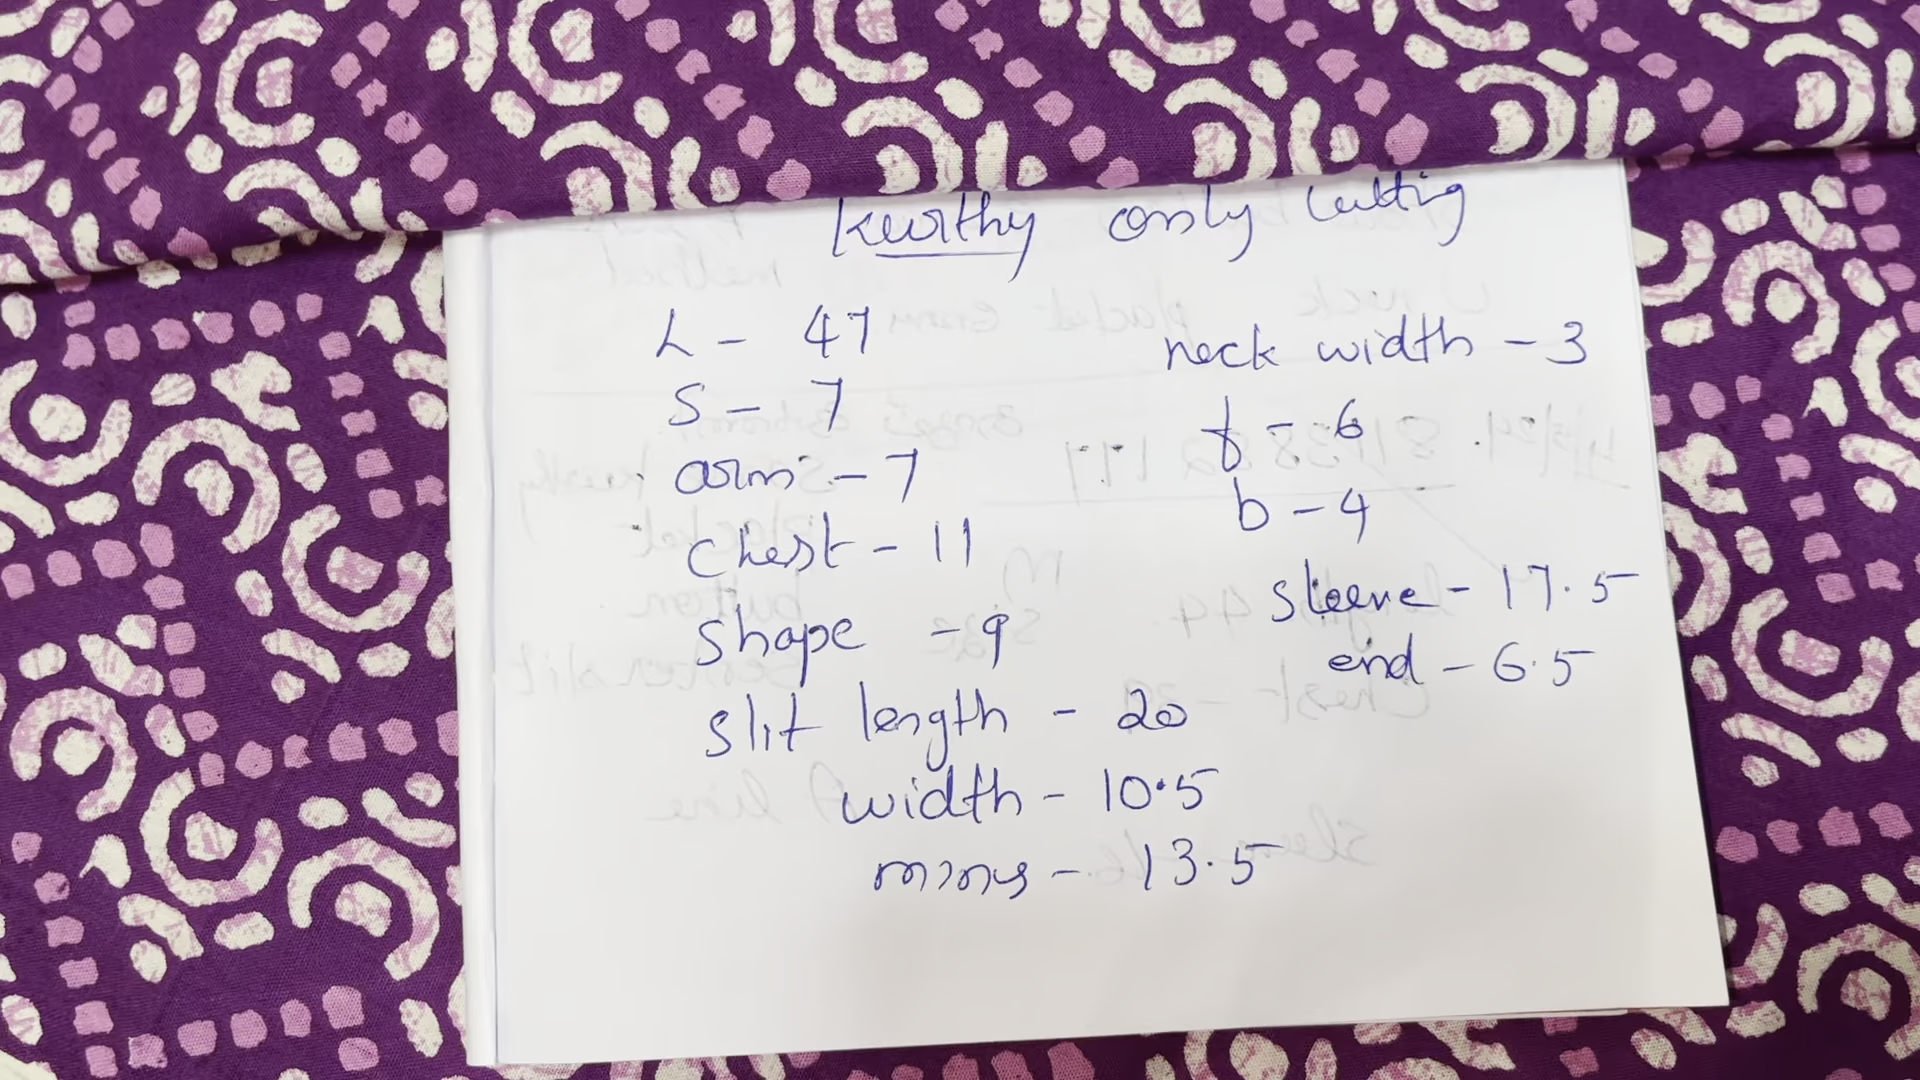 kurthy only cutting
L - 47
S - 7
arm - 7
chest - 11
shape - 9
slit length - 20
width - 10.5
- 13.5
neck width - 3
f - 6
b - 4
sleeve - 17.5
end - 6.5